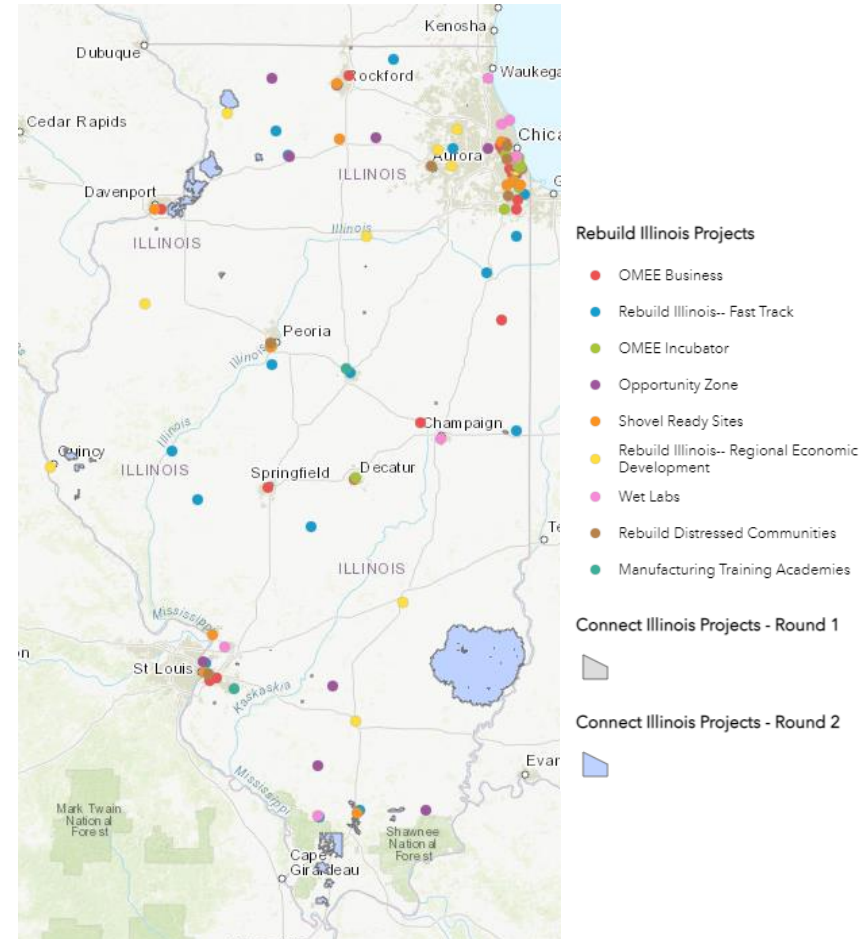 Kenosha
Dubuque
Rockford
Waukega
Cedar Rapids
Chica
Aurora
ILLINOIS
Davenport
G
Illinois
ILLINOIS
Rebuild Illinois Projects
OMEE Business
Rebuild Illinois-- Fast Track
Peoria
Illinois
OMEE Incubator
Opportunity Zone
Champaign
Shovel Ready Sites
Illinois
Quincy
Rebuild Illinois-- Regional Economic
Development
ILLINOIS
Springfield
Decatur
Wet Labs
Te
Rebuild Distressed Communities
ILLINOIS
Manufacturing Training Academies
Mississippi
Connect Illinois Projects - Round 1
on
St Louis
Kaskaskia
Connect Illinois Projects - Round 2
Evan
Mississippi
Mark Twain
National
Forest
Shawnee
National
Forest
Cape
Girardeau